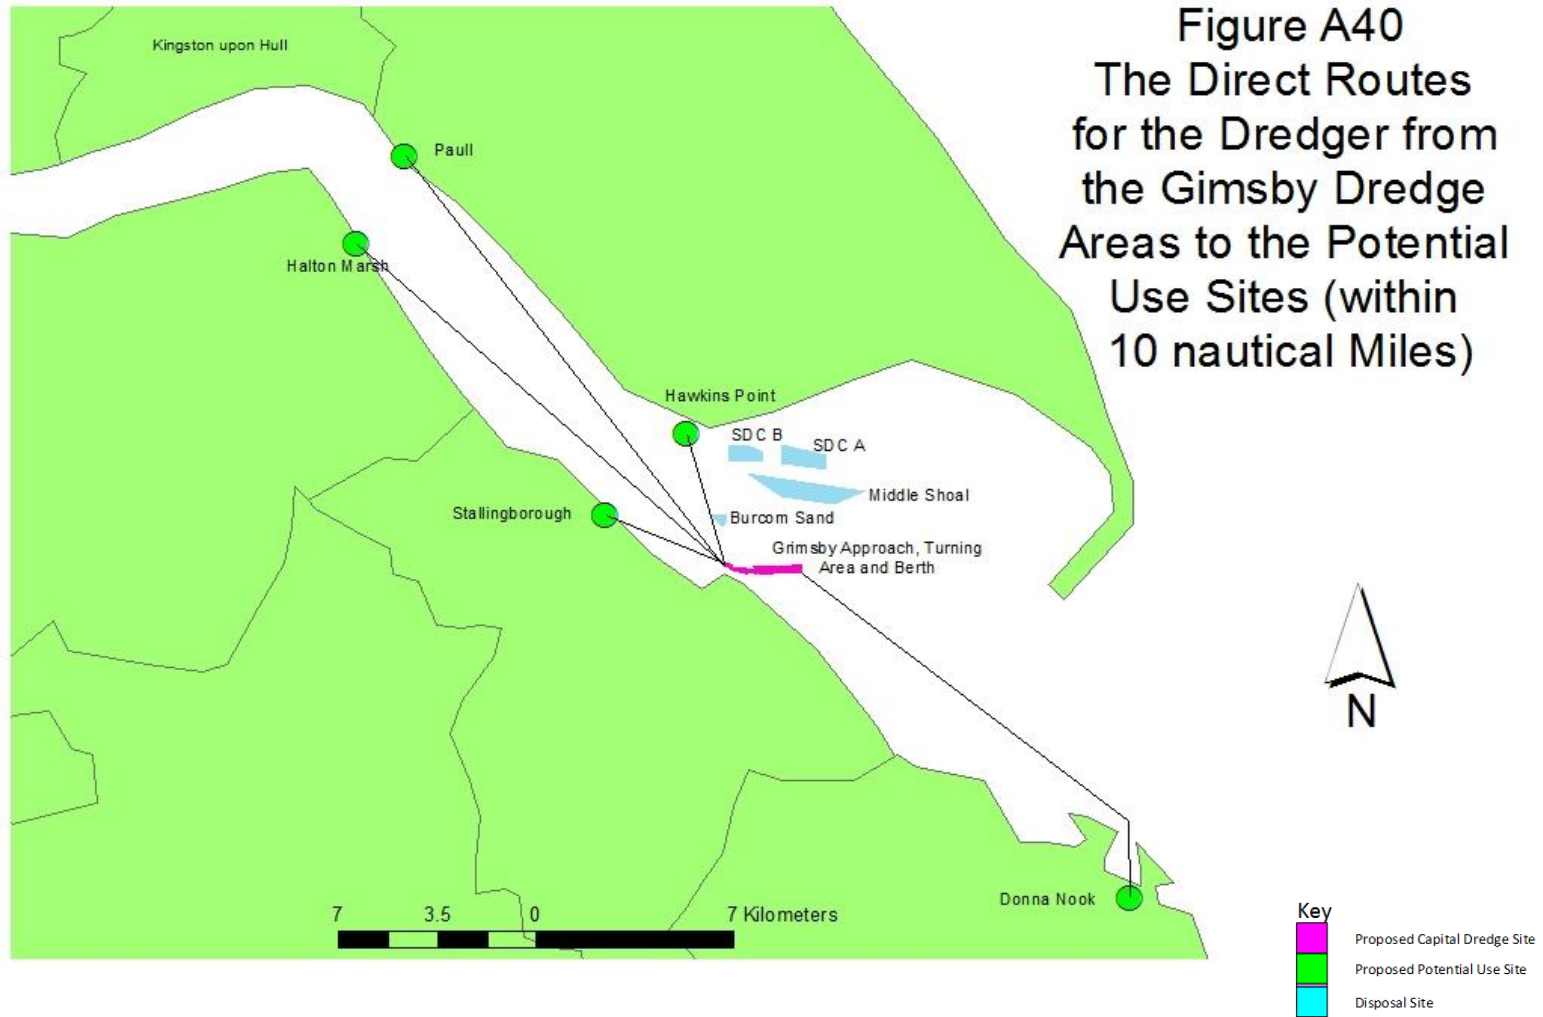 Figure A40
The Direct Routes
for the Dredger from
the Gimsby Dredge
Areas to the Potential
Use Sites (within
10 nautical Miles)
Kingston upon Hull
Paull
Halton Marsh
Hawkins Point
SDC B
SDC A
Middle Shoal
Stallingborough
Burcom Sand
Grimsby Approach, Turning
Area and Berth
N
Donna Nook
7 3.5 0 7 Kilometers
Key
Proposed Capital Dredge Site
Proposed Potential Use Site
Disposal Site